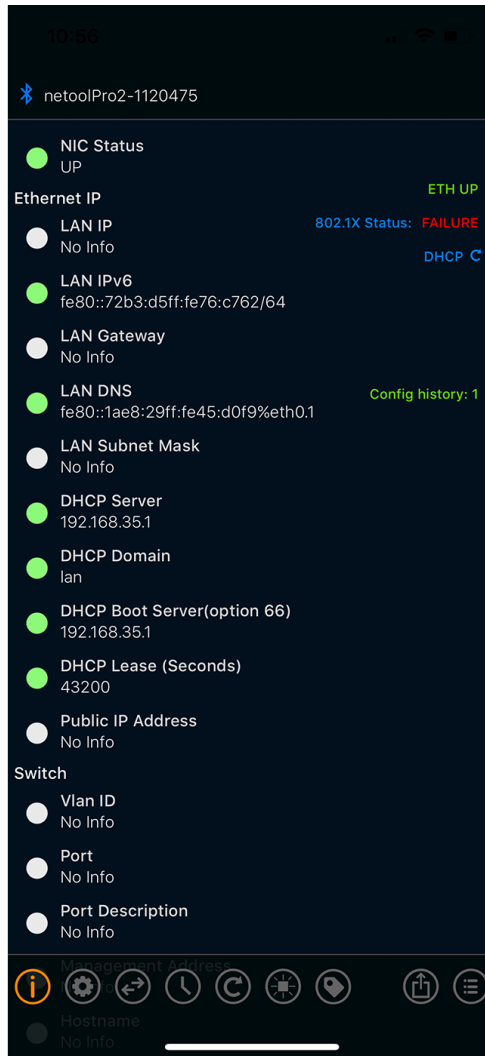 10:56
netoolPro2-1120475
NIC Status
UP
ETH UP
Ethernet IP
LAN IP
No Info
802.1X Status: FAILURE
DHCP
LAN IPv6
fe80::72b3:d5ff:fe76:c762/64
LAN Gateway
No Info
LAN DNS
fe80::1ae8:29ff:fe45:d0f9%eth0.1
Config history: 1
LAN Subnet Mask
No Info
DHCP Server
192.168.35.1
DHCP Domain
lan
DHCP Boot Server(option 66)
192.168.35.1
DHCP Lease (Seconds)
43200
Public IP Address
No Info
Switch
Vlan ID
No Info
Port
No Info
Port Description
No Info
Management Address
No Info
Hostname
No Info